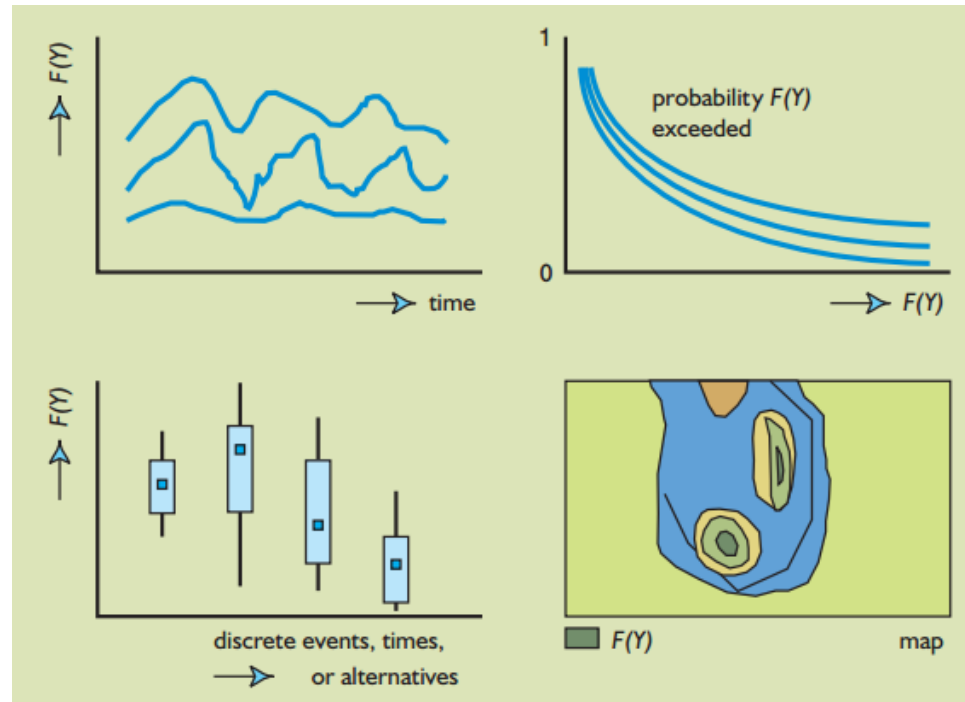 F(Y)
time
1
probability F(Y)
exceeded
0
F(Y)
F(Y)
discrete events, times,
or alternatives
F(Y)
map